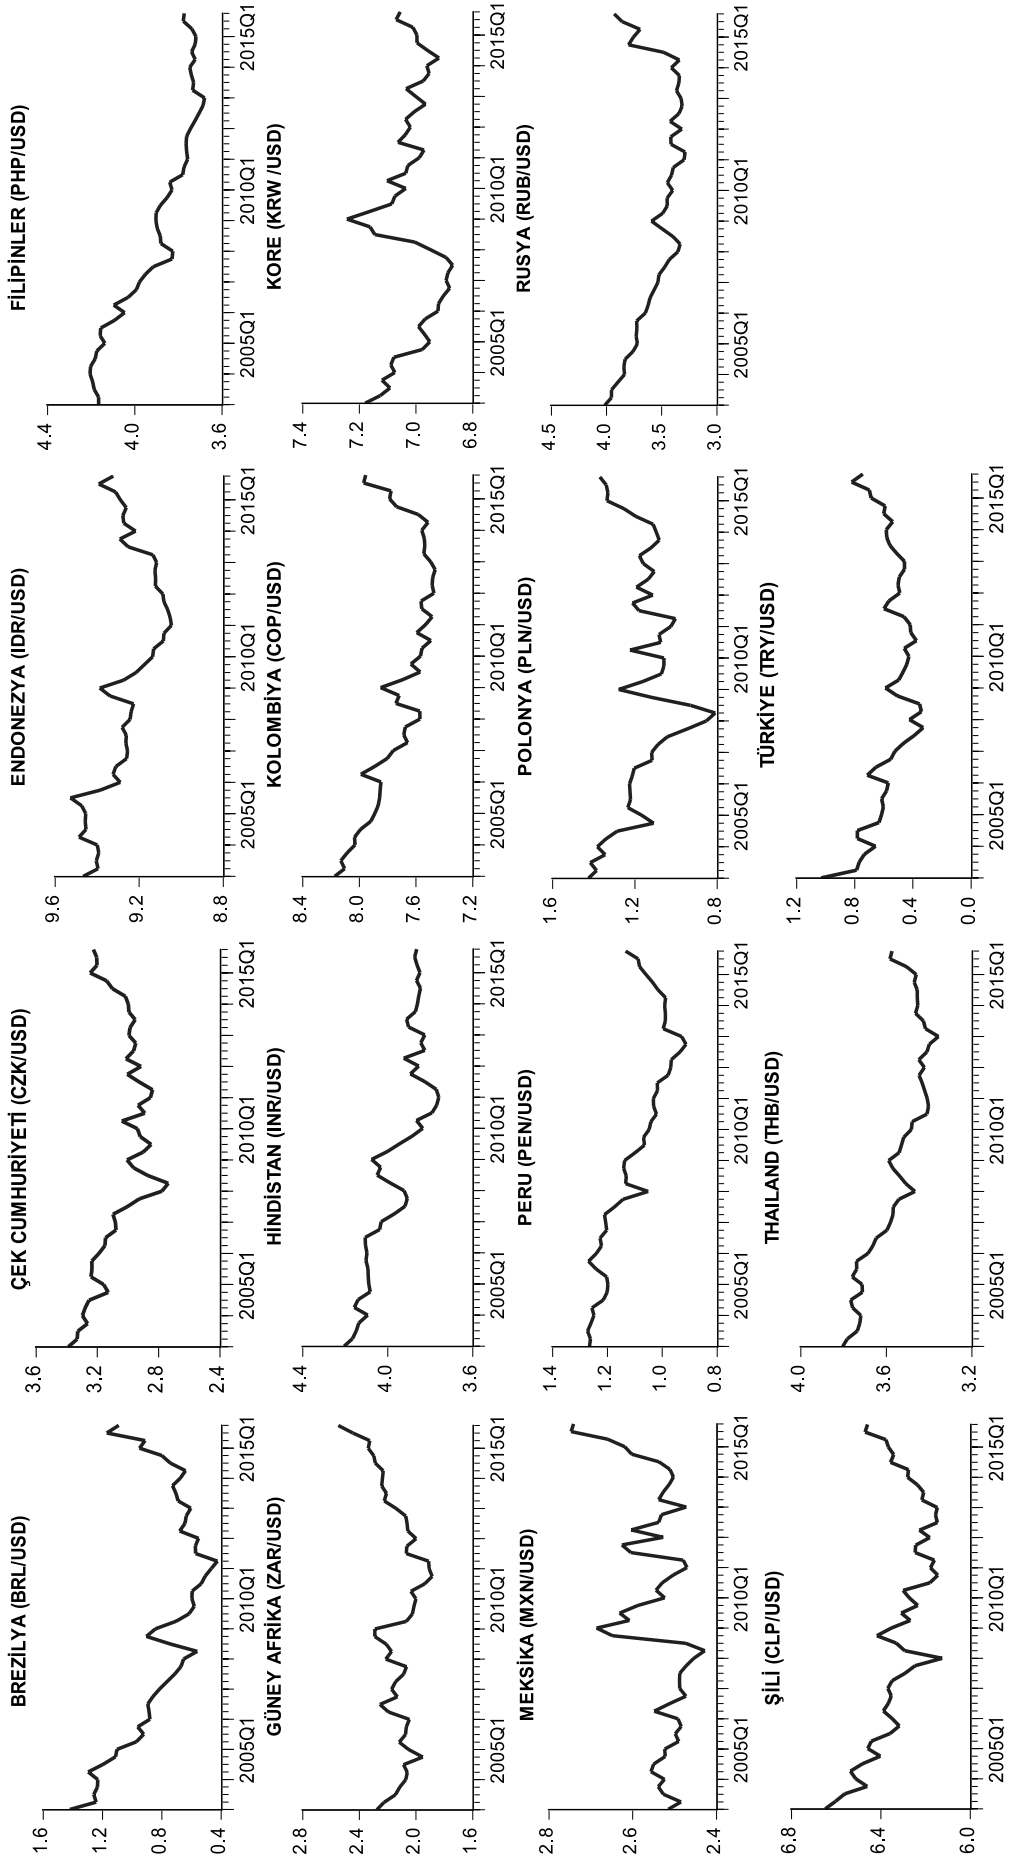 BREZİLYA (BRL/USD)
1.6
1.2
0.8
0.4
2005Q1 2010Q1 2015Q1
ÇEK CUMHURİYETİ (CZK/USD)
3.6
3.2
2.8
2.4
2005Q1 2010Q1 2015Q1
ENDONEZYA (IDR/USD)
9.6
9.2
8.8
2005Q1 2010Q1 2015Q1
FİLİPİNLER (PHP/USD)
4.4
4.0
3.6
2005Q1 2010Q1 2015Q1
GÜNEY AFRİKA (ZAR/USD)
2.8
2.4
2.0
1.6
2005Q1 2010Q1 2015Q1
HİNDİSTAN (INR/USD)
4.4
4.0
3.6
2005Q1 2010Q1 2015Q1
KOLOMBİYA (COP/USD)
8.4
8.0
7.6
7.2
2005Q1 2010Q1 2015Q1
KORE (KRW /USD)
7.4
7.2
7.0
6.8
2005Q1 2010Q1 2015Q1
MEKSİKA (MXN/USD)
2.8
2.6
2.4
2005Q1 2010Q1 2015Q1
PERU (PEN/USD)
1.4
1.2
1.0
0.8
2005Q1 2010Q1 2015Q1
POLONYA (PLN/USD)
1.6
1.2
0.8
2005Q1 2010Q1 2015Q1
RUSYA (RUB/USD)
4.5
4.0
3.5
3.0
2005Q1 2010Q1 2015Q1
ŞİLİ (CLP/USD)
6.8
6.4
6.0
2005Q1 2010Q1 2015Q1
THAILAND (THB/USD)
4.0
3.6
3.2
2005Q1 2010Q1 2015Q1
TÜRKİYE (TRY/USD)
1.2
0.8
0.4
0.0
2005Q1 2010Q1 2015Q1